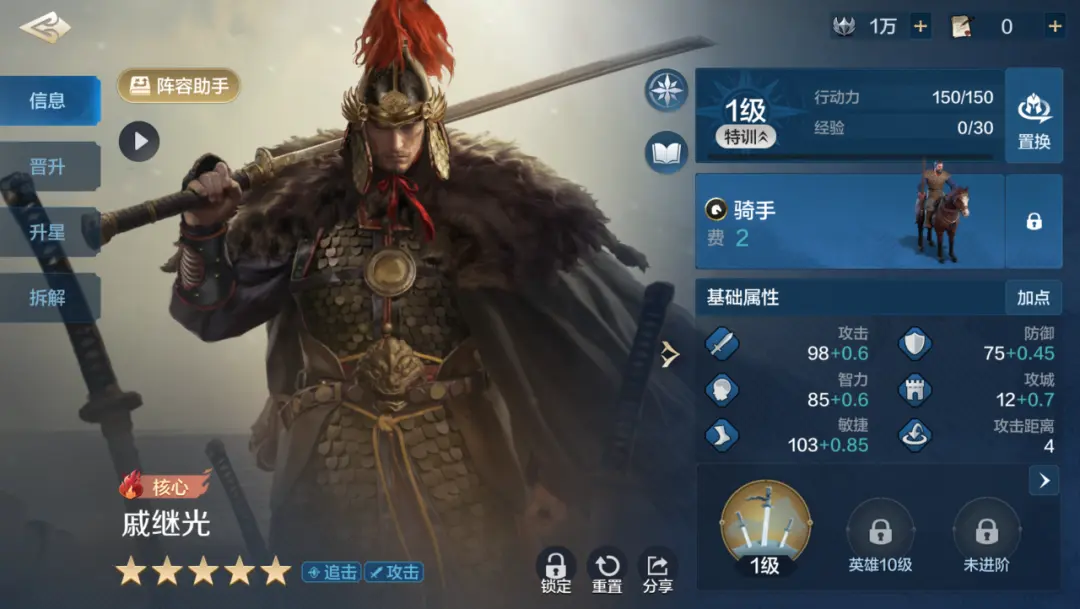 1万
0
信息
晋升
升星
拆解
阵容助手
1级
特训
行动力 150/150
经验 0/30
置换
骑手
费 2
基础属性
加点
攻击
98+0.6
防御
75+0.45
智力
85+0.6
攻城
12+0.7
敏捷
103+0.85
攻击距离
4
核心
戚继光
追击
攻击
锁定
重置
分享
1级
英雄10级
未进阶